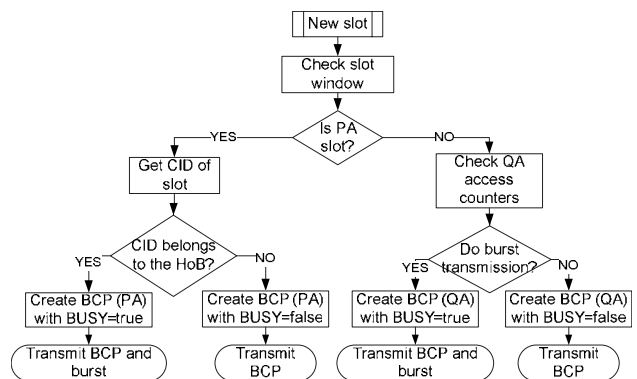 New slot
Check slot
window
Is PA
slot?
YES
NO
Get CID of
slot
Check QA
access
counters
CID belongs
to the HoB?
Do burst
transmission?
YES
NO
YES
NO
Create BCP (PA)
with BUSY=true
Create BCP (PA)
with BUSY=false
Create BCP (QA)
with BUSY=true
Create BCP (QA)
with BUSY=false
Transmit BCP and
burst
Transmit
BCP
Transmit BCP and
burst
Transmit
BCP